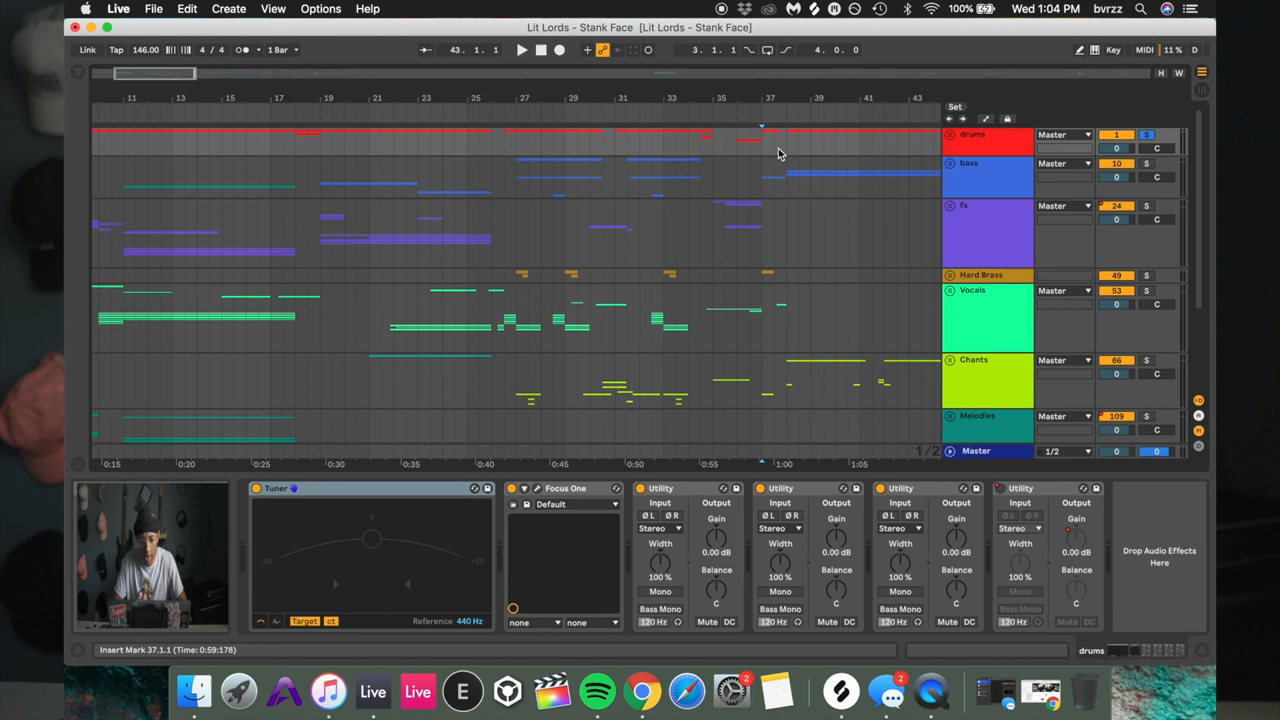 Live File Edit Create View Options Help 100% Wed 1:04 PM bvrzz
Lit Lords - Stank Face [Lit Lords - Stank Face]
Link Tap 146.00 4 / 4 1 Bar 43. 1. 1 3. 1. 1 4. 0. 0 Key MIDI 11 % D
H W
11 13 15 17 19 21 23 25 27 29 31 33 35 37 39 41 43
Set
drums Master 1 S
0 C
bass Master 10 S
0 C
fx Master 24 S
0 C
Hard Brass 49 S
Vocals Master 53 S
0 C
Chants Master 86 S
0 C
Melodies Master 109 S
0 C
1/2 Master 1/2 0 0
0:15 0:20 0:25 0:30 0:35 0:40 0:45 0:50 0:55 1:00 1:05
Tuner Focus One Utility Utility Utility Utility
Default
Input Output Input Output Input Output Input Output
Ø L Ø R Gain Ø L Ø R Gain Ø L Ø R Gain Ø L Ø R Gain
Stereo Stereo Stereo Stereo
0
-50 +50
Width 0.00 dB Width 0.00 dB Width 0.00 dB Width 0.00 dB
Balance Balance Balance Balance
100 % 100 % 100 % 100 %
Mono Mono Mono Mono
C C C C
Bass Mono Bass Mono Bass Mono Bass Mono
Target ct Reference 440 Hz none none 120 Hz Mute DC 120 Hz Mute DC 120 Hz Mute DC 120 Hz Mute DC
Drop Audio Effects
Here
Insert Mark 37.1.1 (Time: 0:59:178) drums
Live Live E 2 2